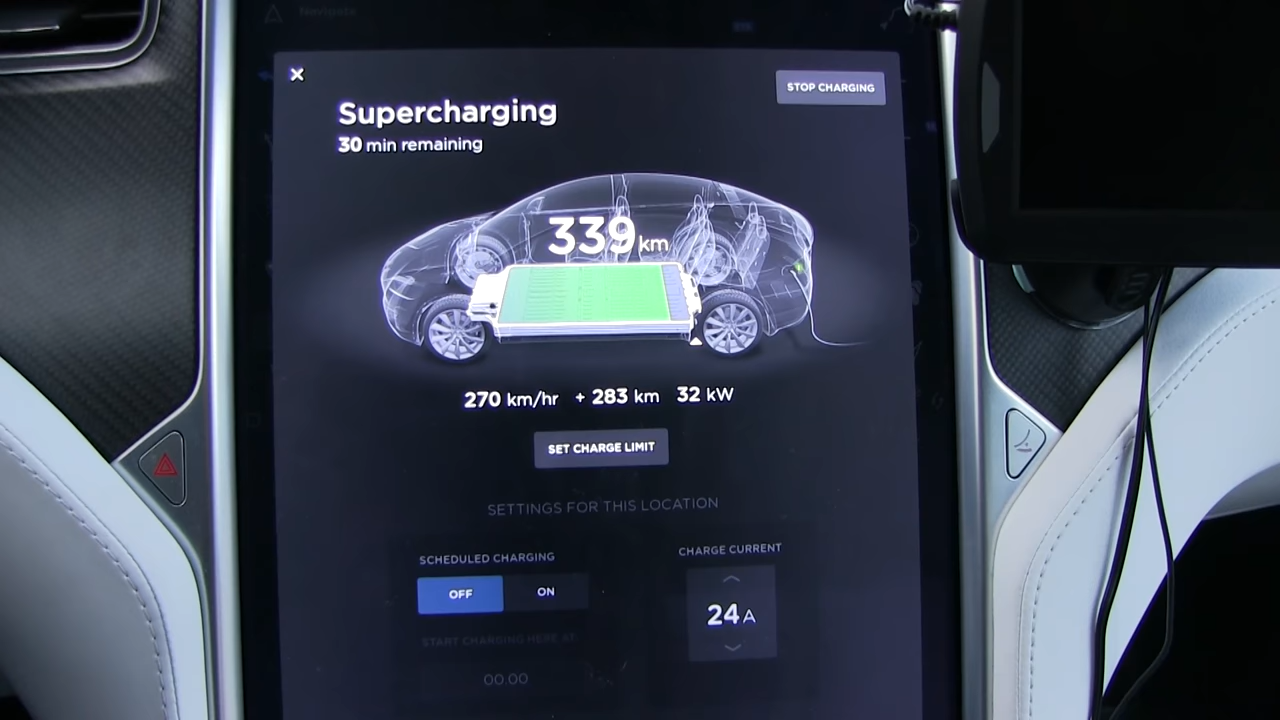 Navigate
Supercharging
STOP CHARGING
30 min remaining
339 km
270 km/hr + 283 km 32 kW
SET CHARGE LIMIT
SETTINGS FOR THIS LOCATION
SCHEDULED CHARGING
CHARGE CURRENT
OFF ON
24 A
START CHARGING HERE AT:
00.00